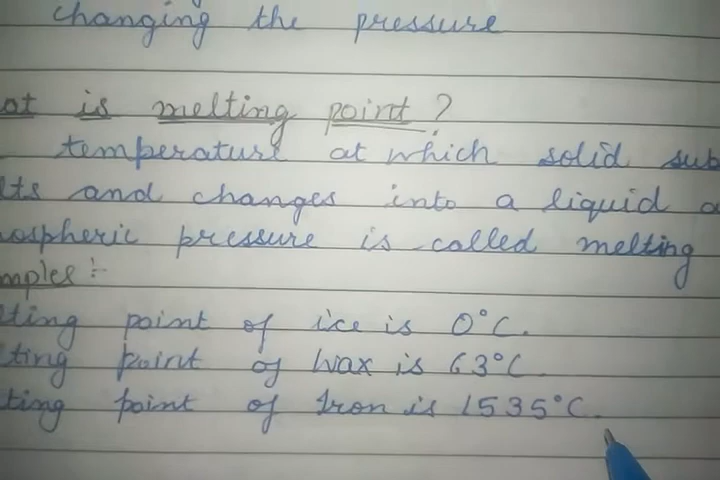 changing the pressure
at is melting point?
temperature at which solid sub
lts and changes into a liquid a
ospheric pressure is called melting
mples :-
ting point of ice is 0°C.
ting point of wax is 63°C
ting point of Iron is 1535°C.